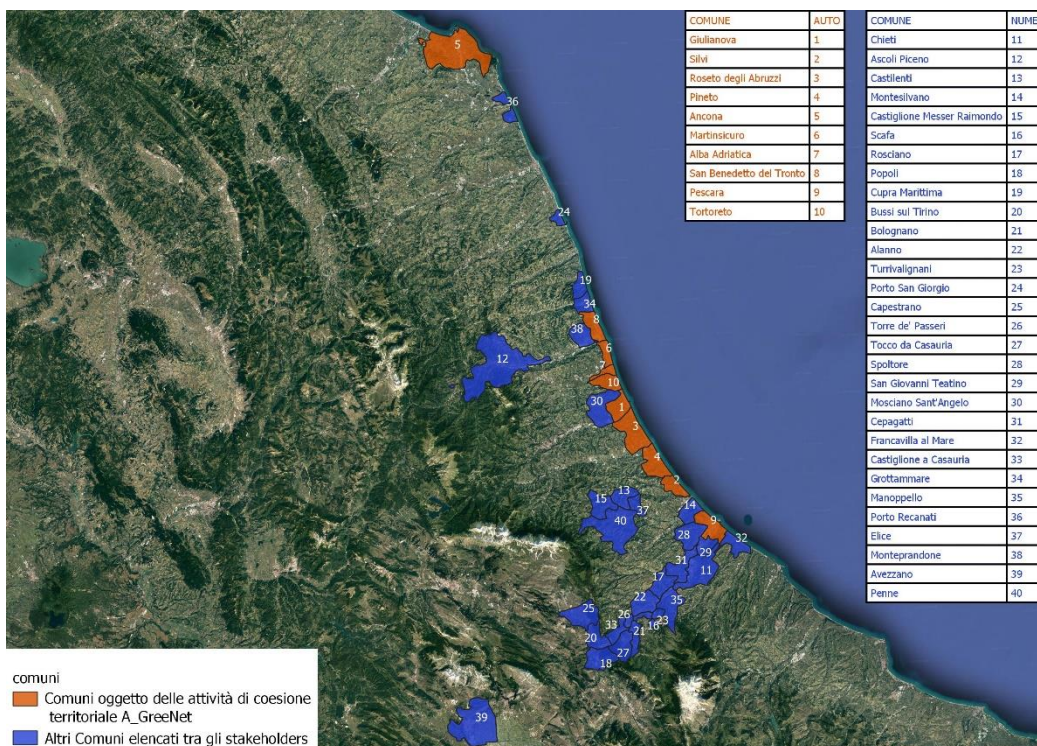 COMUNE AUTO
Giulianova 1
Silvi 2
Roseto degli Abruzzi 3
Pineto 4
Ancona 5
Martinsicuro 6
Alba Adriatica 7
San Benedetto del Tronto 8
Pescara 9
Tortoreto 10
COMUNE NUME
Chieti 11
Ascoli Piceno 12
Castilenti 13
Montesilvano 14
Castiglione Messer Raimondo 15
Scafa 16
Rosciano 17
Popoli 18
Cupra Marittima 19
Bussi sul Tirino 20
Bolognano 21
Alanno 22
Turrivalignani 23
Porto San Giorgio 24
Capestrano 25
Torre de' Passeri 26
Tocco da Casauria 27
Spoltore 28
San Giovanni Teatino 29
Mosciano Sant'Angelo 30
Cepagatti 31
Francavilla al Mare 32
Castiglione a Casauria 33
Grottammare 34
Manoppello 35
Porto Recanati 36
Elice 37
Monteprandone 38
Avezzano 39
Penne 40
5
36
24
19
34
8
38
6
12
7
10
30
1
3
4
2
15
13
37
14
40
9
28
32
29
31
11
17
22
35
25
26
16
23
33
21
20
27
18
39
comuni
Comuni oggetto delle attività di coesione
territoriale A_GreeNet
Altri Comuni elencati tra gli stakeholders